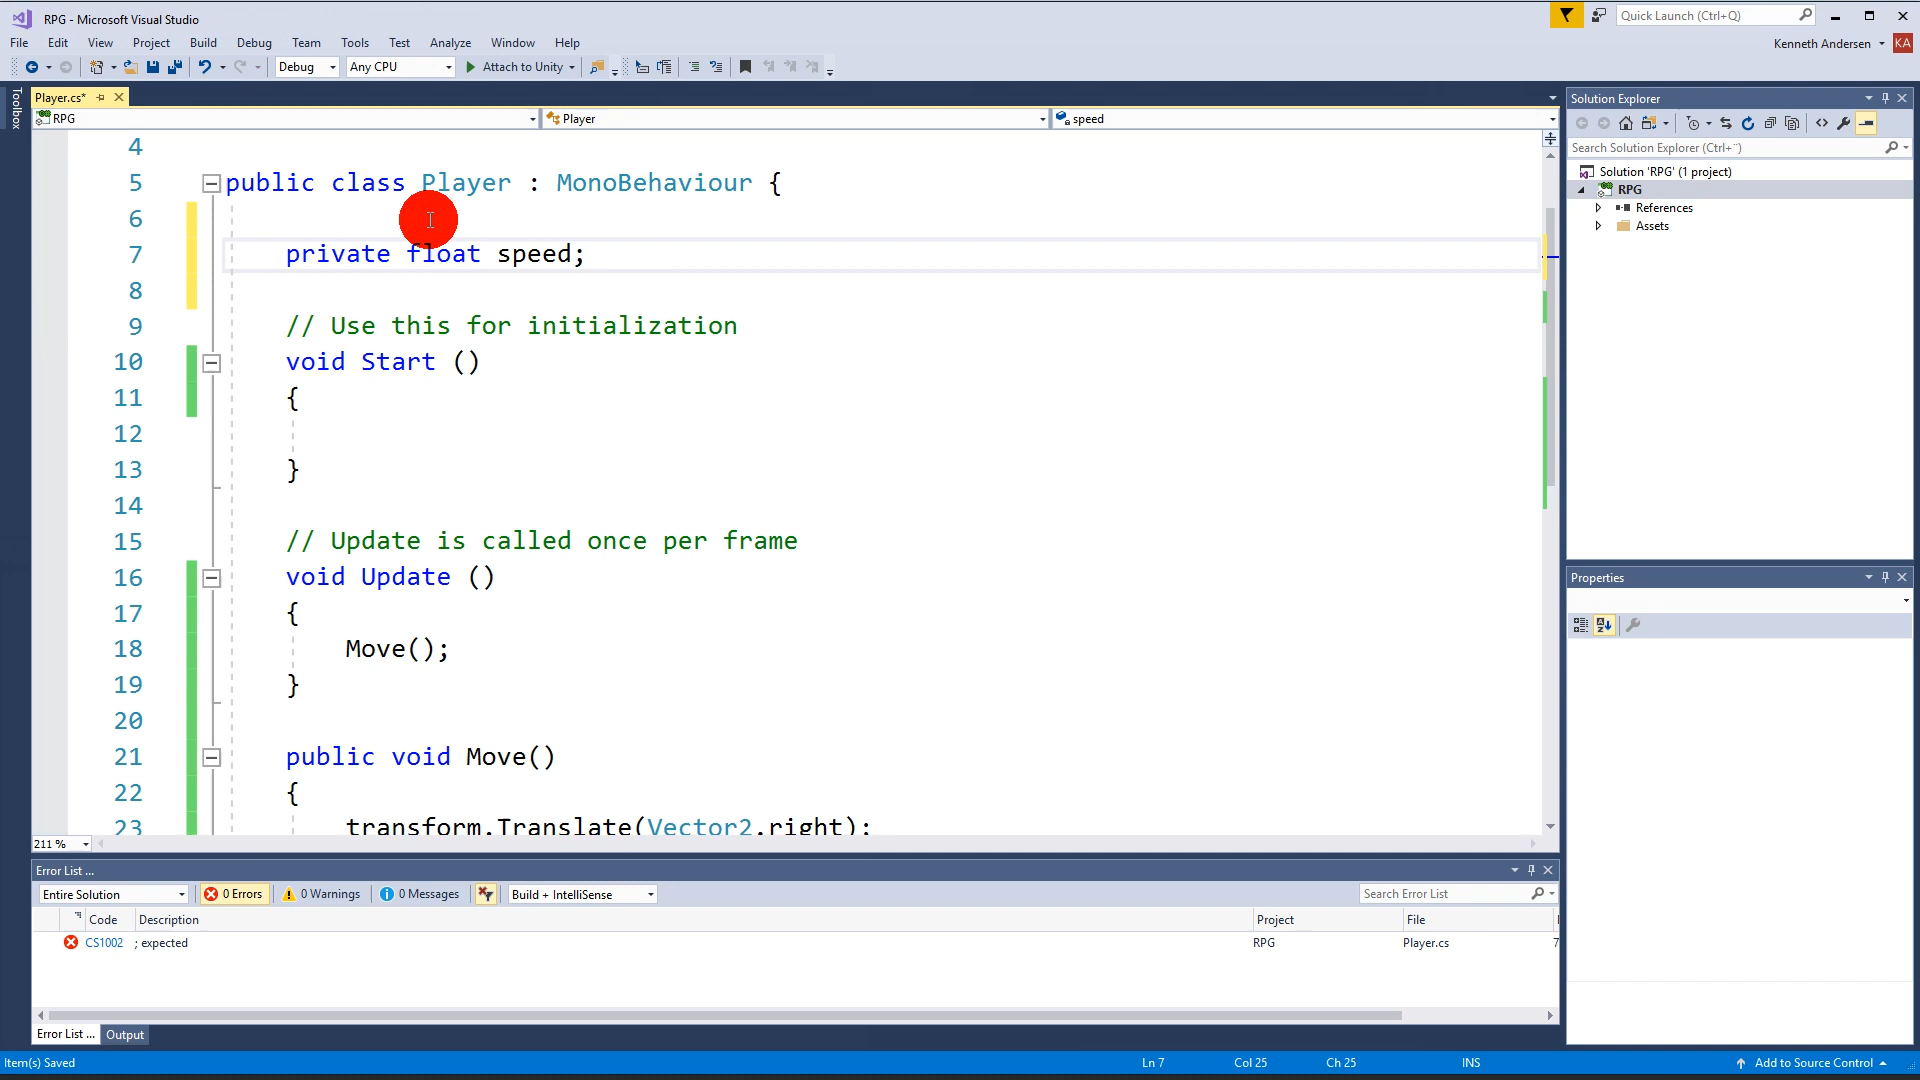 RPG - Microsoft Visual Studio
Quick Launch (Ctrl+Q)
File Edit View Project Build Debug Team Tools Test Analyze Window Help
Kenneth Andersen KA
Debug Any CPU Attach to Unity
Toolbox
Player.cs*
RPG Player speed
4
5 public class Player : MonoBehaviour {
6
7 private float speed;
8
9 // Use this for initialization
10 void Start ()
11 {
12
13 }
14
15 // Update is called once per frame
16 void Update ()
17 {
18 Move();
19 }
20
21 public void Move()
22 {
23 transform.Translate(Vector2.right);
211 %
Solution Explorer
Search Solution Explorer (Ctrl+¨)
Solution 'RPG' (1 project)
RPG
References
Assets
Properties
Error List ...
Entire Solution 0 Errors 0 Warnings 0 Messages Build + IntelliSense Search Error List
Code Description Project File
CS1002 ; expected RPG Player.cs 7
Error List ... Output
Item(s) Saved Ln 7 Col 25 Ch 25 INS Add to Source Control